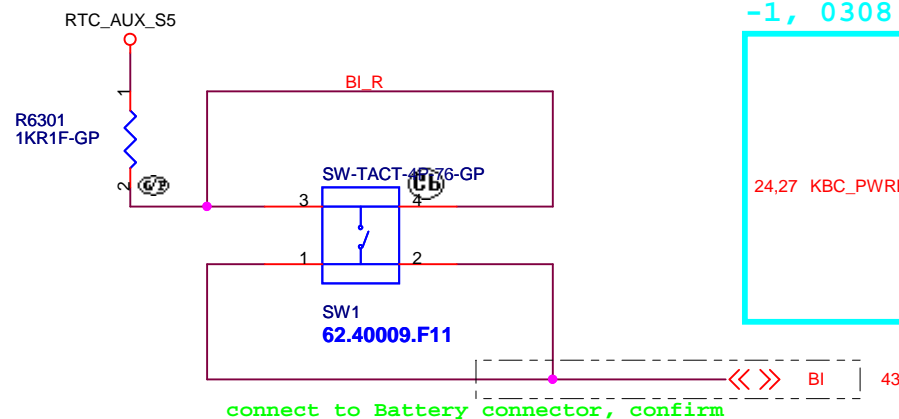 -1, 0308
RTC_AUX_S5
BI_R
1
R6301
1KR1F-GP
2
G/P
SW-TACT-4P-76-GP
3
4
24,27 KBC_PWR
1
2
SW1
62.40009.F11
BI
43
connect to Battery connector, confirm